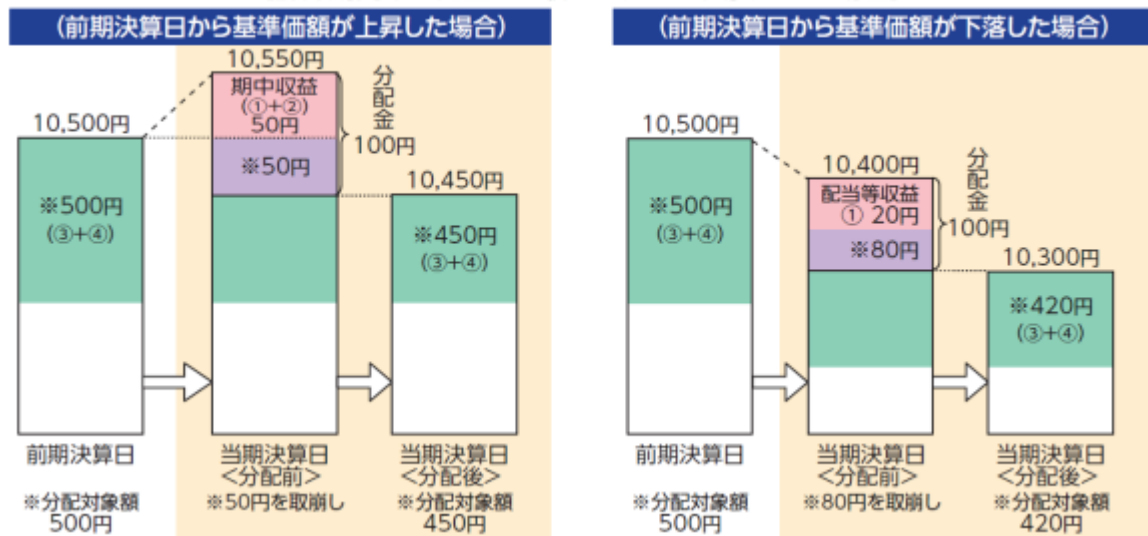 (前期決算日から基準価額が上昇した場合)
10,550円
期中収益
(①+②)
50円
分配金
100円
10,500円
※50円
10,450円
※500円
(③+④)
※450円
(③+④)
前期決算日
当期決算日
<分配前>
当期決算日
<分配後>
※分配対象額
500円
※50円を取崩し
※分配対象額
450円
(前期決算日から基準価額が下落した場合)
10,500円
10,400円
配当等収益
① 20円
分配金
100円
※80円
10,300円
※500円
(③+④)
※420円
(③+④)
前期決算日
当期決算日
<分配前>
当期決算日
<分配後>
※分配対象額
500円
※80円を取崩し
※分配対象額
420円